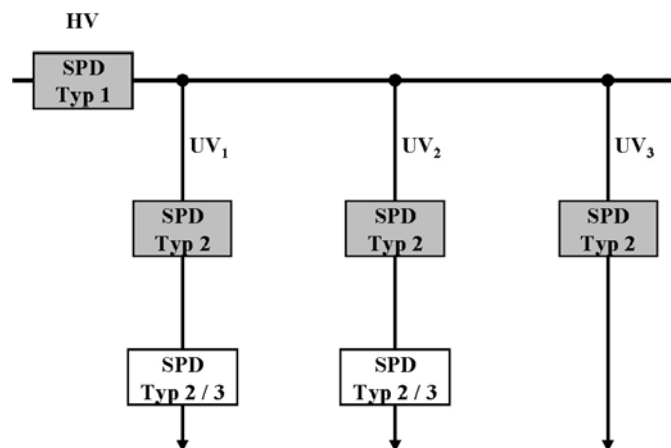 HV
SPD
Typ 1
UV₁
UV₂
UV₃
SPD
Typ 2
SPD
Typ 2
SPD
Typ 2
SPD
Typ 2 / 3
SPD
Typ 2 / 3